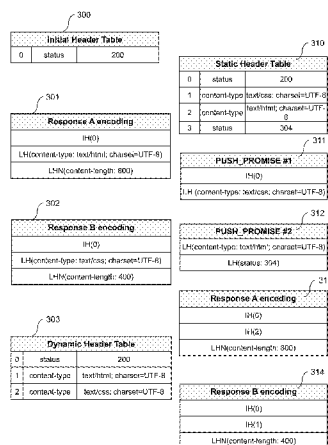 300
Initial Header Table
0 status 200
301
Response A encoding
IH(0)
LH(content-type: text/html; charset=UTF-8)
LHN(content-length: 800)
302
Response B encoding
IH(0)
LH(content-type: text/css; charset=UTF-8)
LHN(content-length: 400)
303
Dynamic Header Table
0 status 200
1 content-type text/html; charset=UTF-8
2 content-type text/css; charset=UTF-8
310
Static Header Table
0 status 200
1 content-type text/css; charset=UTF-8
2 content-type text/html; charset=UTF-
8
3 status 304
311
PUSH_PROMISE #1
IH(0)
LH (content-type: text/css; charset=UTF-8)
312
PUSH_PROMISE #2
LH(content-type: text/html; charset=UTF-8)
LH(status: 304)
31
Response A encoding
IH(0)
IH(2)
LHN(content-length: 800)
314
Response B encoding
IH(0)
IH(1)
LHN(content-length: 400)